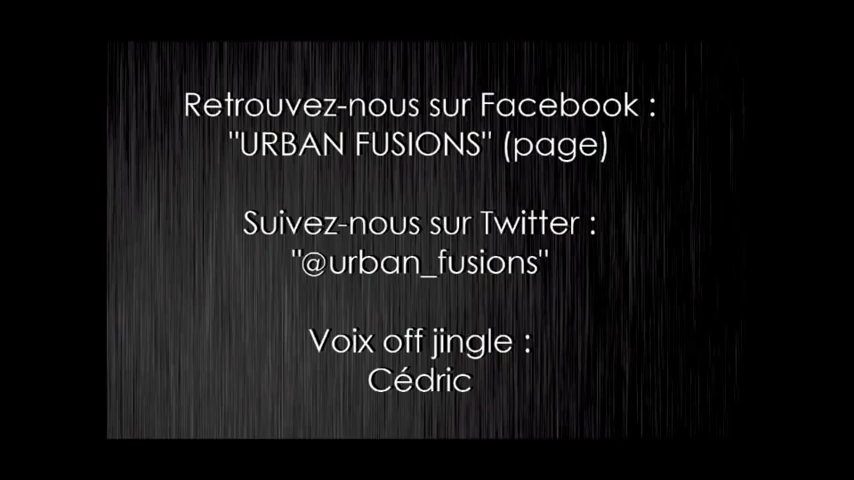 Retrouvez-nous sur Facebook :
"URBAN FUSIONS" (page)
Suivez-nous sur Twitter :
"@urban_fusions"
Voix off jingle :
Cédric